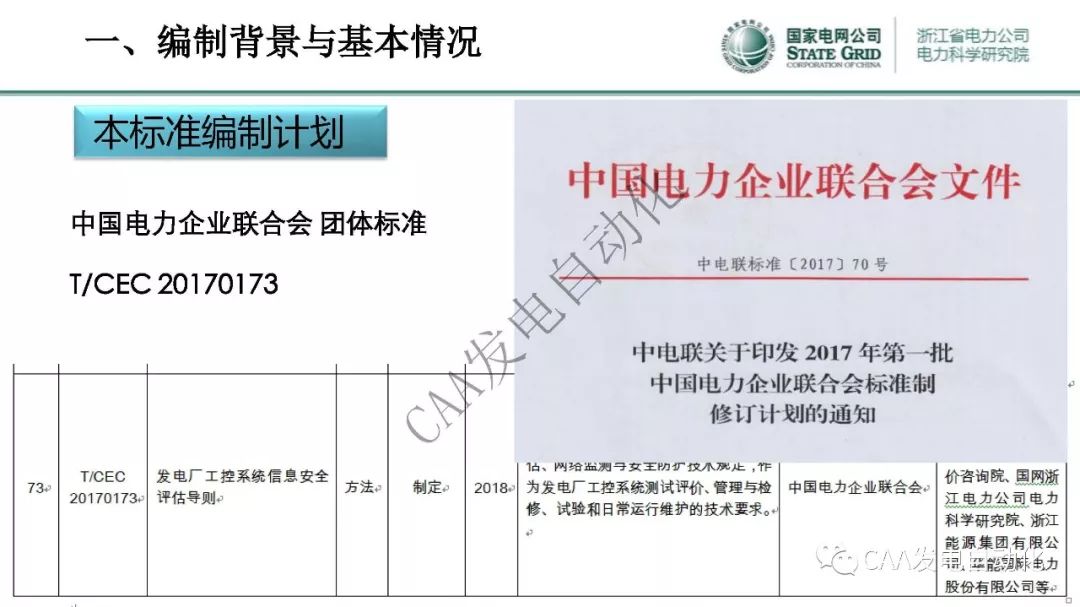 一、编制背景与基本情况
国家电网公司
STATE GRID
CORPORATION OF CHINA
浙江省电力公司
电力科学研究院
本标准编制计划
中国电力企业联合会 团体标准
T/CEC 20170173
中国电力企业联合会文件
中电联标准〔2017〕70 号
中电联关于印发 2017 年第一批
中国电力企业联合会标准制
修订计划的通知
CAA发电自动化
73
T/CEC
20170173
发电厂工控系统信息安全
评估导则
方法
制定
2018
估、网络监测与安全防护技术规定，作
为发电厂工控系统测试评价、管理与检
修、试验和日常运行维护的技术要求。
中国电力企业联合会
价咨询院、国网浙
江电力公司电力
科学研究院、浙江
能源集团有限公
电力
股份有限公司等
CAA发电自动化